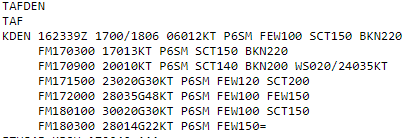 TAFDEN
TAF
KDEN 162339Z 1700/1806 06012KT P6SM FEW100 SCT150 BKN220
FM170300 17013KT P6SM SCT150 BKN220
FM170900 20010KT P6SM SCT140 BKN200 WS020/24035KT
FM171500 23020G30KT P6SM FEW120 SCT200
FM172000 28035G48KT P6SM FEW100 FEW150
FM180100 30020G30KT P6SM FEW100 SCT150
FM180300 28014G22KT P6SM FEW150=